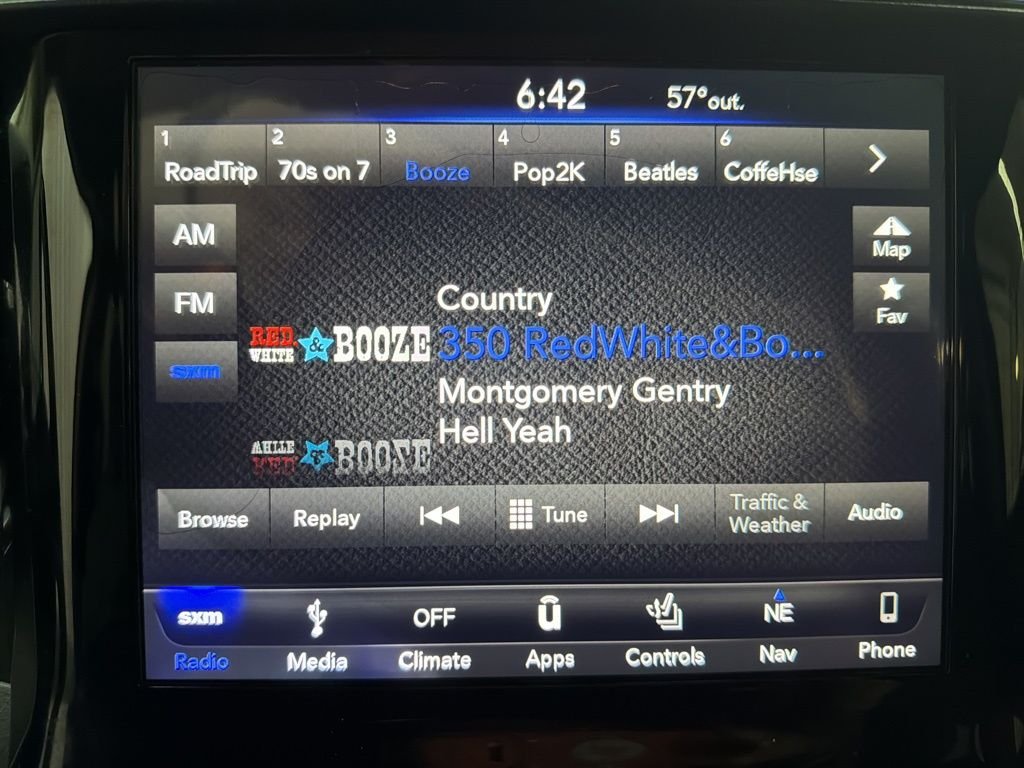 6:42 57°out.
1 RoadTrip
2 70s on 7
3 Booze
4 Pop2K
5 Beatles
6 CoffeHse
AM
FM
sxm
Map
Fav
Country
RED WHITE & BOOZE
350 RedWhite&Bo...
Montgomery Gentry
Hell Yeah
Browse
Replay
Tune
Traffic &
Weather
Audio
sxm
OFF
NE
Radio
Media
Climate
Apps
Controls
Nav
Phone